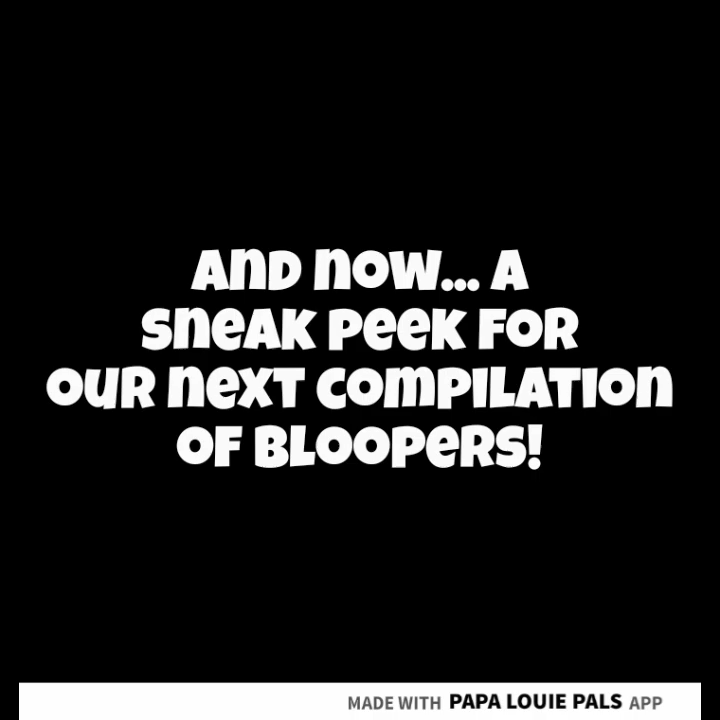 And now... A
sneak peek for
our next compilation
of bloopers!
MADE WITH PAPA LOUIE PALS APP